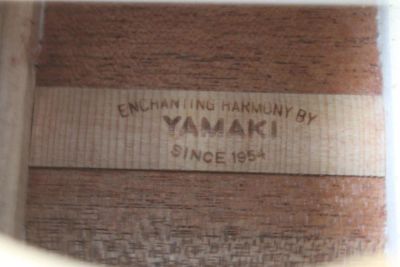 ENCHANTING HARMONY BY
YAMAKI
SINCE 1954